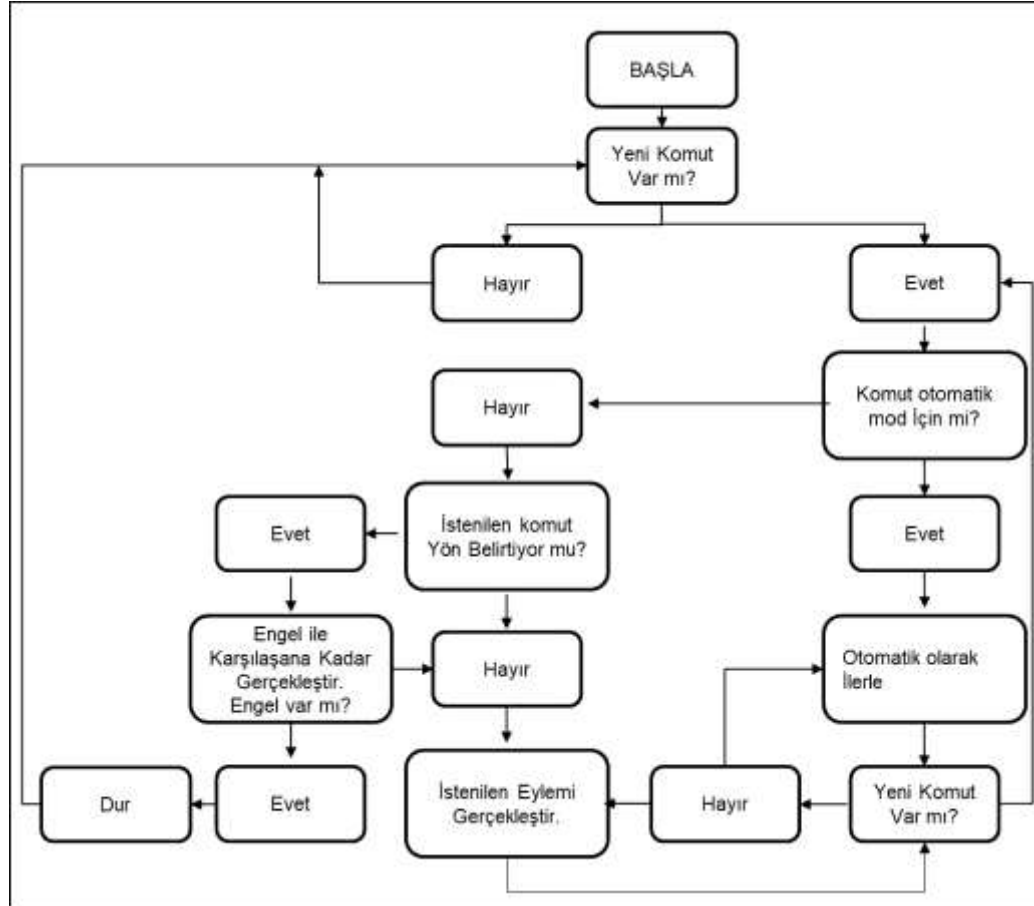 BAŞLA
Yeni Komut
Var mı?
Hayır
Evet
Hayır
Komut otomatik
mod İçin mi?
Evet
İstenilen komut
Yön Belirtiyor mu?
Evet
Engel ile
Karşılaşana Kadar
Gerçekleştir.
Engel var mı?
Hayır
Otomatik olarak
İlerle
Dur
Evet
İstenilen Eylemi
Gerçekleştir.
Hayır
Yeni Komut
Var mı?